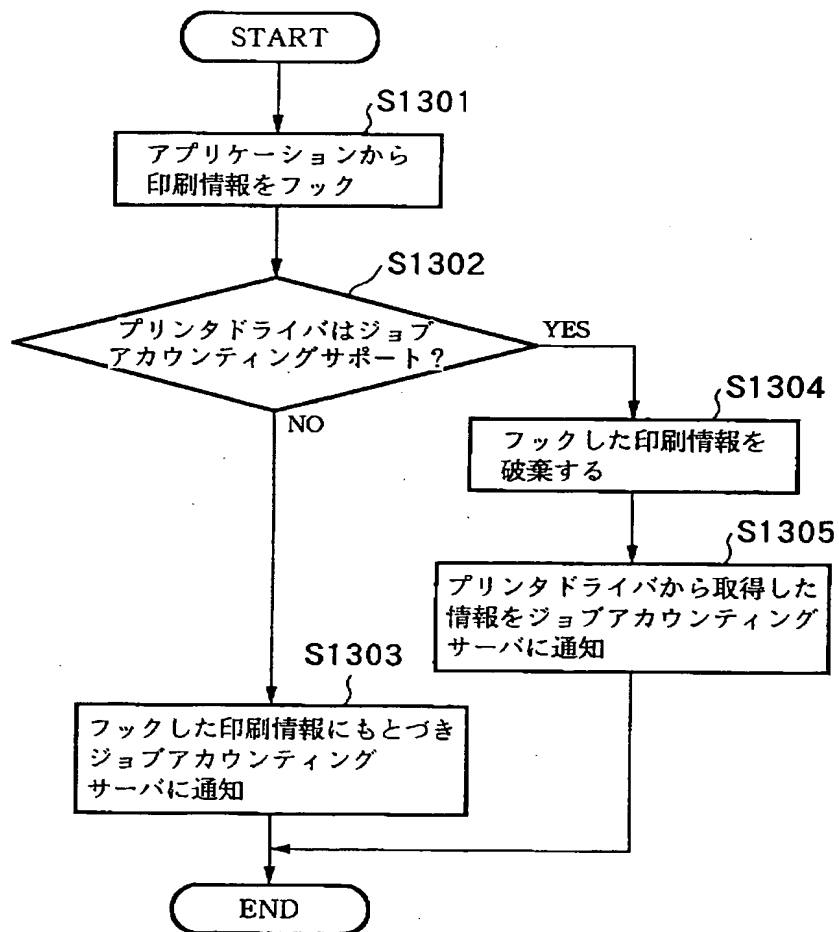 START
S1301
アプリケーションから
印刷情報をフック
S1302
プリンタドライバはジョブ
アカウンティングサポート?
YES
NO
S1304
フックした印刷情報を
破棄する
S1305
プリンタドライバから取得した
情報をジョブアカウンティング
サーバに通知
S1303
フックした印刷情報にもとづき
ジョブアカウンティング
サーバに通知
END